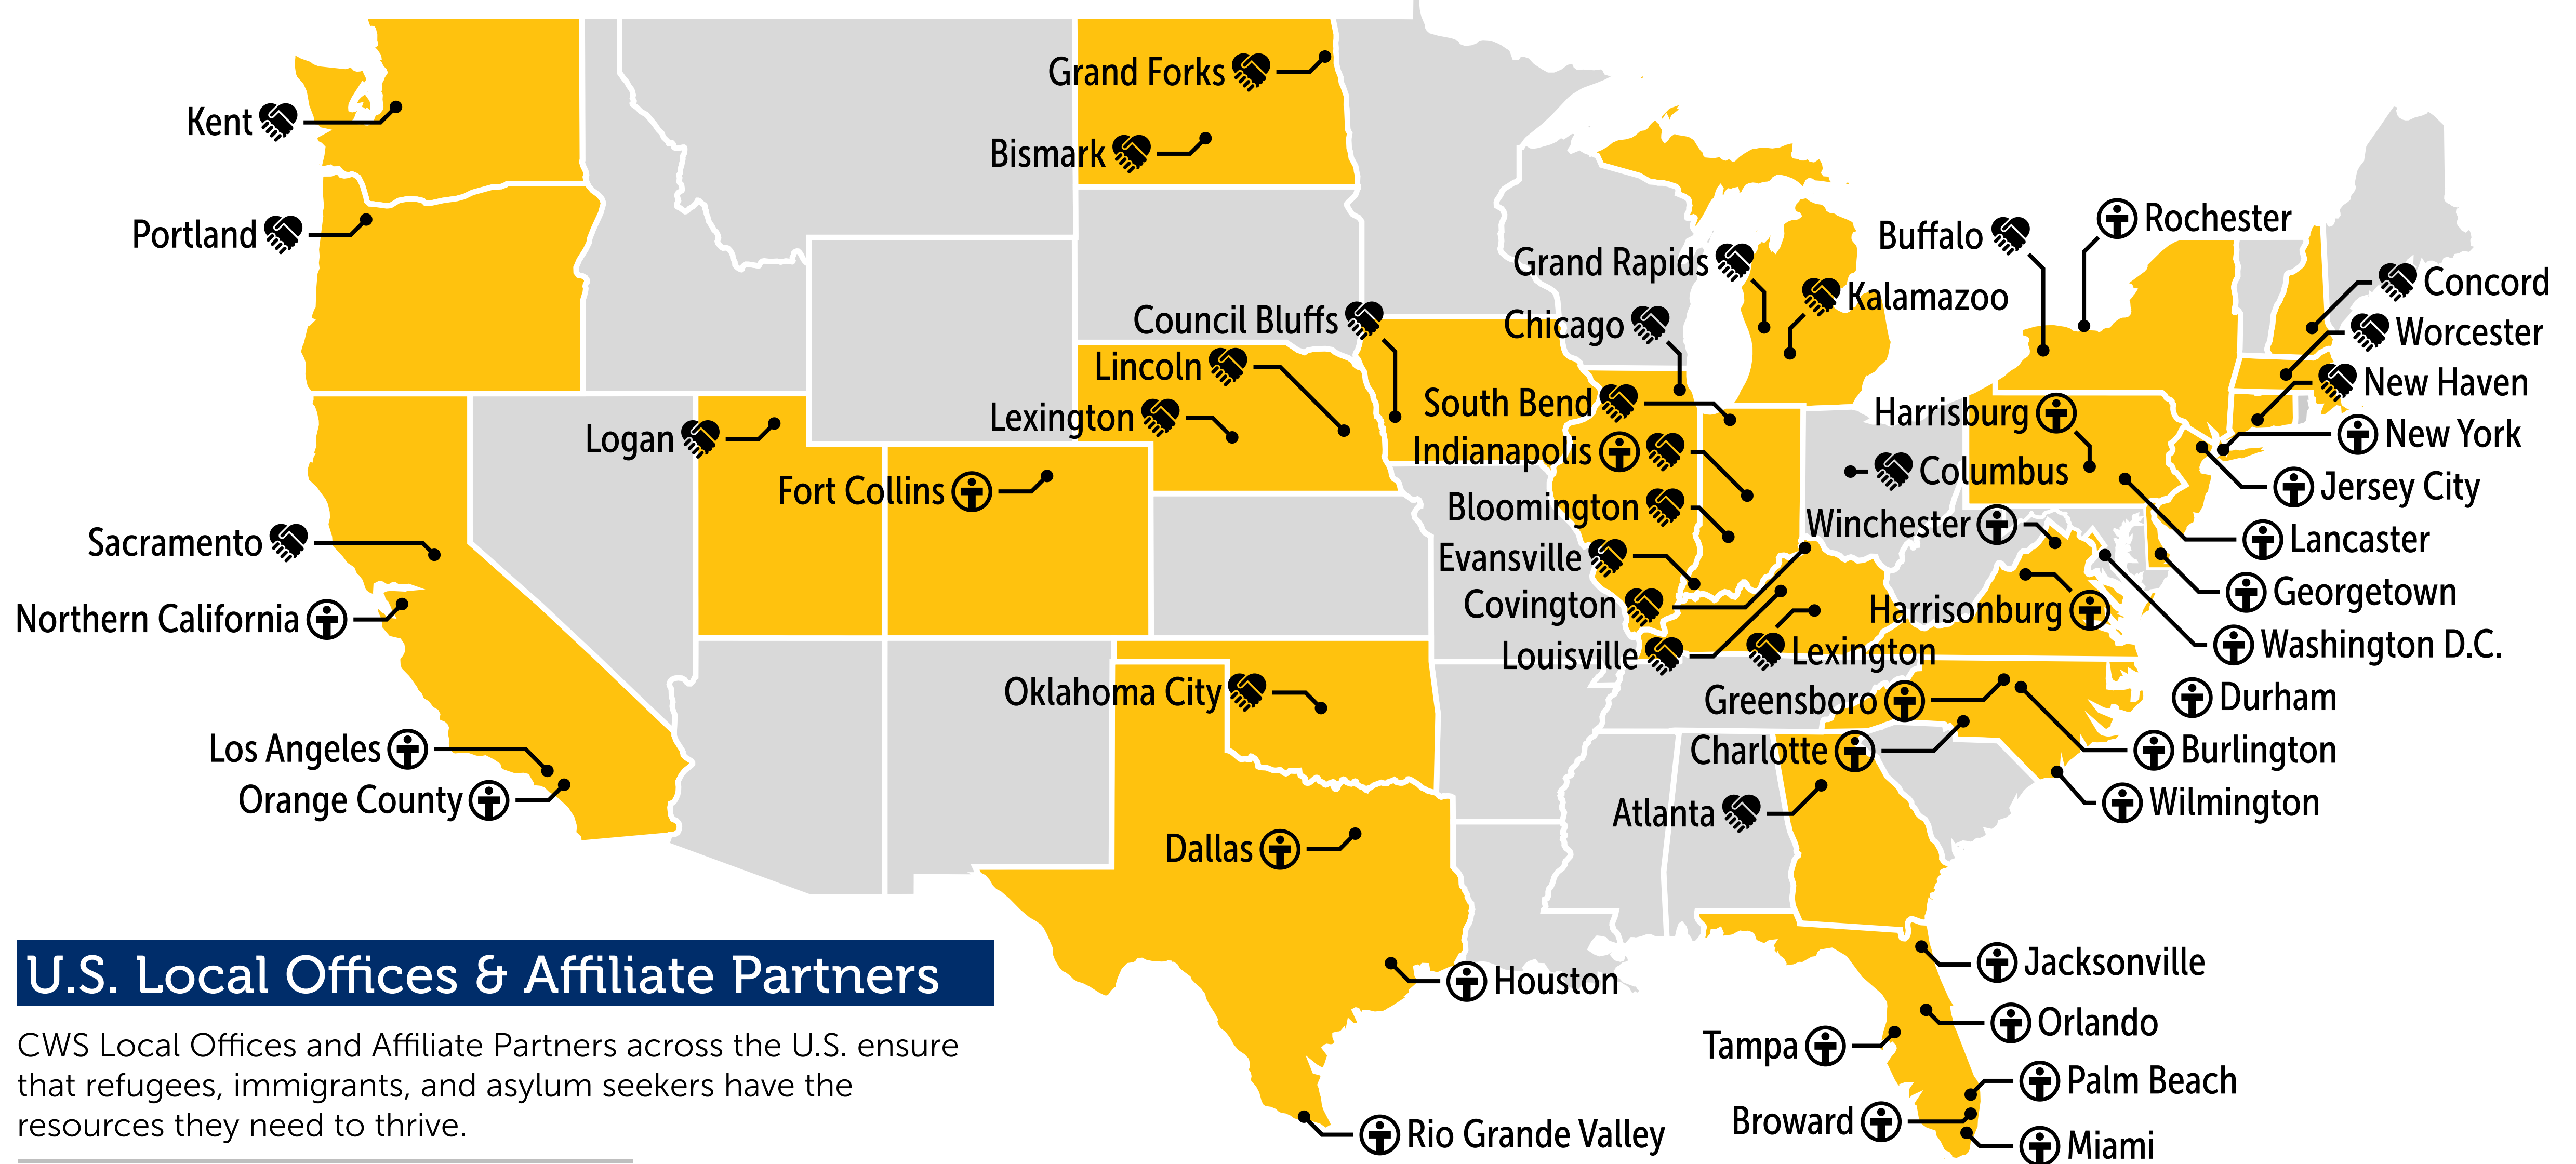 Grand Forks
Kent
Bismark
Portland
Rochester
Buffalo
Grand Rapids
Concord
Kalamazoo
Council Bluffs
Chicago
Worcester
Lincoln
New Haven
South Bend
Harrisburg
Lexington
New York
Logan
Indianapolis
Columbus
Fort Collins
Jersey City
Bloomington
Winchester
Sacramento
Lancaster
Evansville
Georgetown
Covington
Harrisonburg
Northern California
Washington D.C.
Louisville
Lexington
Oklahoma City
Durham
Greensboro
Los Angeles
Charlotte
Burlington
Orange County
Wilmington
Atlanta
Dallas
Jacksonville
U.S. Local Offices & Affiliate Partners
Houston
Orlando
CWS Local Offices and Affiliate Partners across the U.S. ensure
that refugees, immigrants, and asylum seekers have the
resources they need to thrive.
Tampa
Palm Beach
Broward
Rio Grande Valley
Miami